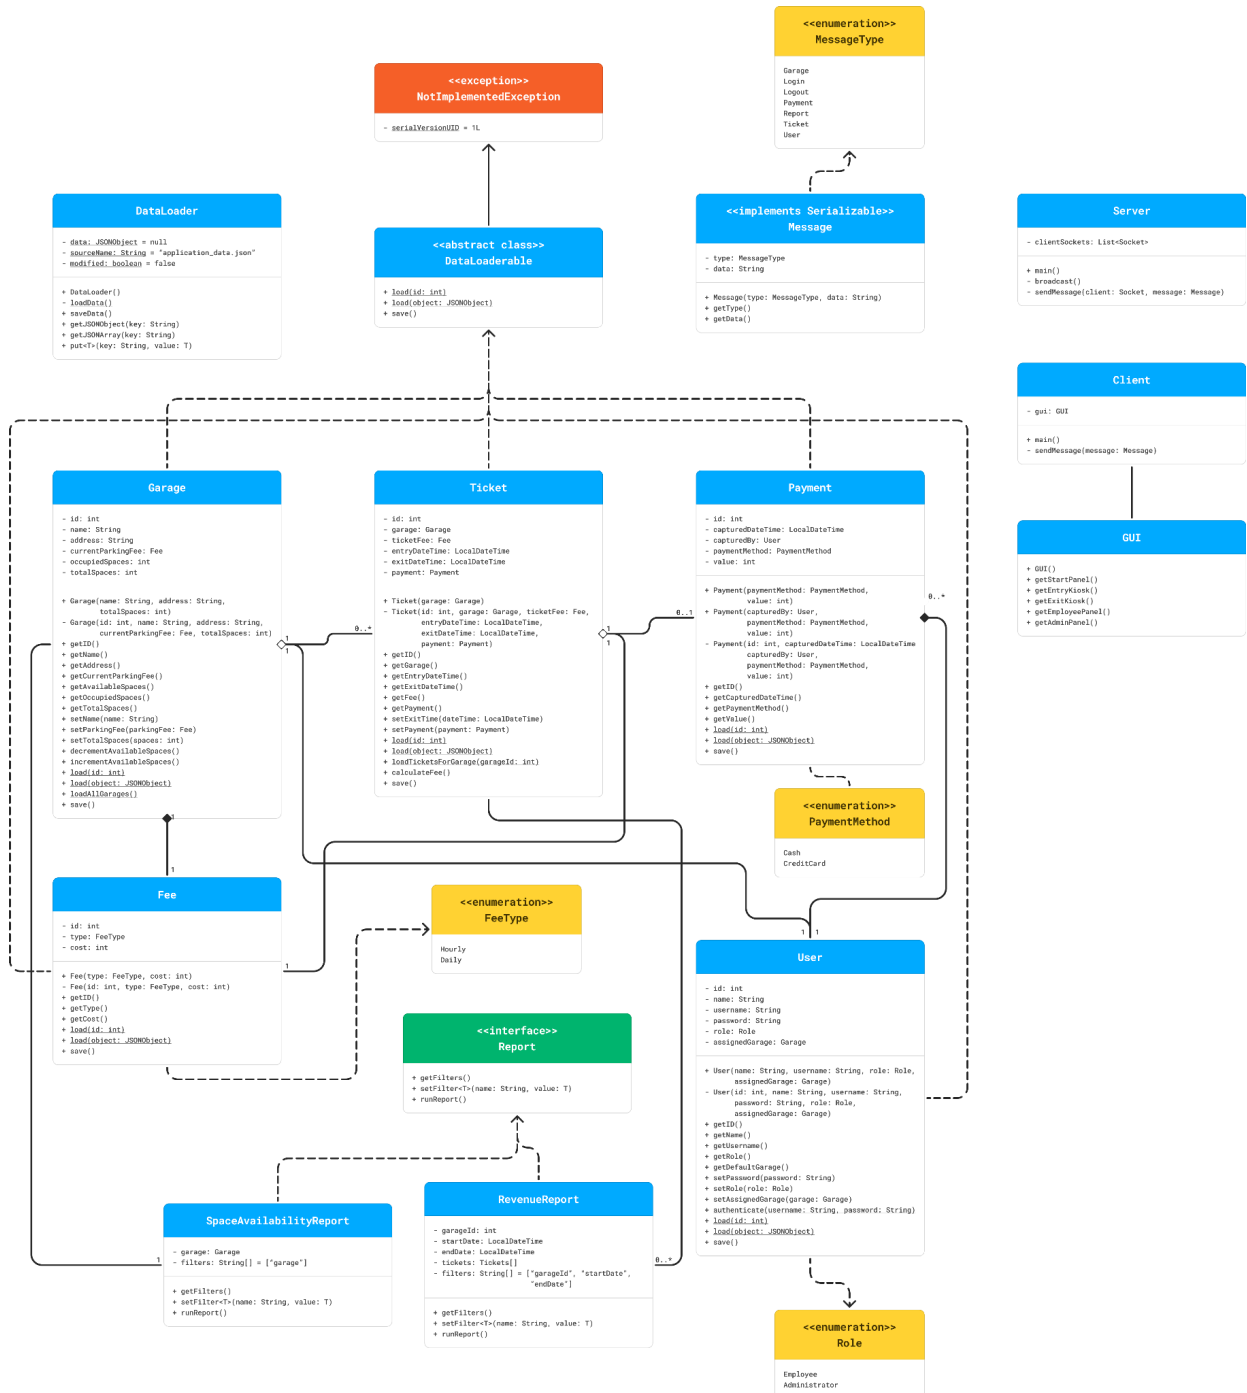 <<enumeration>>
MessageType
Garage
Login
Logout
Payment
Report
Ticket
User
<<exception>>
NotImplementedException
- serialVersionUID = 1L
DataLoader
- data: JSONObject = null
- sourceName: String = "application_data.json"
- modified: boolean = false
+ DataLoader()
- loadData()
+ saveData()
+ getJSONObject(key: String)
+ getJSONArray(key: String)
+ put<T>(key: String, value: T)
<<abstract class>>
DataLoaderable
+ load(id: int)
+ load(object: JSONObject)
+ save()
<<implements Serializable>>
Message
- type: MessageType
- data: String
+ Message(type: MessageType, data: String)
+ getType()
+ getData()
Server
- clientSockets: List<Socket>
+ main()
- broadcast()
- sendMessage(client: Socket, message: Message)
Client
- gui: GUI
+ main()
- sendMessage(message: Message)
GUI
+ GUI()
+ getStartPanel()
+ getEntryKiosk()
+ getExitKiosk()
+ getEmployeePanel()
+ getAdminPanel()
Garage
- id: int
- name: String
- address: String
- currentParkingFee: Fee
- occupiedSpaces: int
- totalSpaces: int
+ Garage(name: String, address: String,
totalSpaces: int)
- Garage(id: int, name: String, address: String,
currentParkingFee: Fee, totalSpaces: int)
+ getID()
+ getName()
+ getAddress()
+ getCurrentParkingFee()
+ getAvailableSpaces()
+ getOccupiedSpaces()
+ getTotalSpaces()
+ setName(name: String)
+ setParkingFee(parkingFee: Fee)
+ setTotalSpaces(spaces: int)
+ decrementAvailableSpaces()
+ incrementAvailableSpaces()
+ load(id: int)
+ load(object: JSONObject)
+ loadAllGarages()
+ save()
1
1
0..*
1
1
Ticket
- id: int
- garage: Garage
- ticketFee: Fee
- entryDateTime: LocalDateTime
- exitDateTime: LocalDateTime
- payment: Payment
+ Ticket(garage: Garage)
- Ticket(id: int, garage: Garage, ticketFee: Fee,
entryDateTime: LocalDateTime,
exitDateTime: LocalDateTime,
payment: Payment)
+ getID()
+ getGarage()
+ getEntryDateTime()
+ getExitDateTime()
+ getFee()
+ getPayment()
+ setExitTime(dateTime: LocalDateTime)
+ setPayment(payment: Payment)
+ load(id: int)
+ load(object: JSONObject)
+ loadTicketsForGarage(garageId: int)
+ calculateFee()
+ save()
1
1
0..1
Payment
- id: int
- capturedDateTime: LocalDateTime
- capturedBy: User
- paymentMethod: PaymentMethod
- value: int
+ Payment(paymentMethod: PaymentMethod,
value: int)
+ Payment(capturedBy: User,
paymentMethod: PaymentMethod,
value: int)
- Payment(id: int, capturedDateTime: LocalDateTime
capturedBy: User,
paymentMethod: PaymentMethod,
value: int)
+ getID()
+ getCapturedDateTime()
+ getPaymentMethod()
+ getValue()
+ load(id: int)
+ load(object: JSONObject)
+ save()
0..*
<<enumeration>>
PaymentMethod
Cash
CreditCard
Fee
- id: int
- type: FeeType
- cost: int
+ Fee(type: FeeType, cost: int)
- Fee(id: int, type: FeeType, cost: int)
+ getID()
+ getType()
+ getCost()
+ load(id: int)
+ load(object: JSONObject)
+ save()
1
<<enumeration>>
FeeType
Hourly
Daily
<<interface>>
Report
+ getFilters()
+ setFilter<T>(name: String, value: T)
+ runReport()
1
1
User
- id: int
- name: String
- username: String
- password: String
- role: Role
- assignedGarage: Garage
+ User(name: String, username: String, role: Role,
assignedGarage: Garage)
- User(id: int, name: String, username: String,
password: String, role: Role,
assignedGarage: Garage)
+ getID()
+ getName()
+ getUsername()
+ getRole()
+ getDefaultGarage()
+ setPassword(password: String)
+ setRole(role: Role)
+ setAssignedGarage(garage: Garage)
+ authenticate(username: String, password: String)
+ load(id: int)
+ load(object: JSONObject)
+ save()
1
SpaceAvailabilityReport
- garage: Garage
- filters: String[] = ["garage"]
+ getFilters()
+ setFilter<T>(name: String, value: T)
+ runReport()
RevenueReport
- garageId: int
- startDate: LocalDateTime
- endDate: LocalDateTime
- tickets: Tickets[]
- filters: String[] = ["garageId", "startDate",
"endDate"]
+ getFilters()
+ setFilter<T>(name: String, value: T)
+ runReport()
0..*
<<enumeration>>
Role
Employee
Administrator